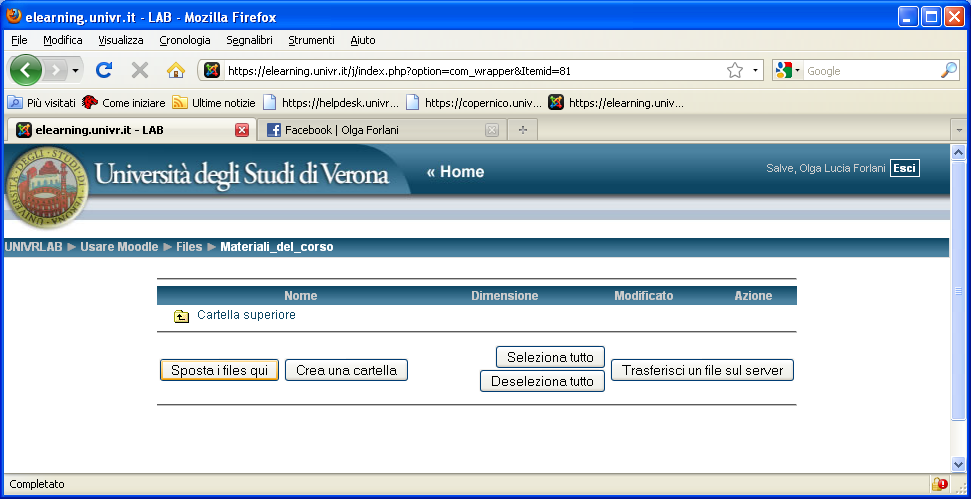 elearning.univr.it - LAB - Mozilla Firefox
File Modifica Visualizza Cronologia Segnalibri Strumenti Aiuto
https://elearning.univr.it/j/index.php?option=com_wrapper&Itemid=81
Google
Più visitati Come iniziare Ultime notizie https://helpdesk.univr... https://copernico.univ... https://elearning.univ...
elearning.univr.it - LAB Facebook | Olga Forlani
Università degli Studi di Verona « Home Salve, Olga Lucia Forlani Esci
UNIVRLAB ► Usare Moodle ► Files ► Materiali_del_corso
Nome Dimensione Modificato Azione
Cartella superiore
Sposta i files qui Crea una cartella Seleziona tutto Deseleziona tutto Trasferisci un file sul server
Completato